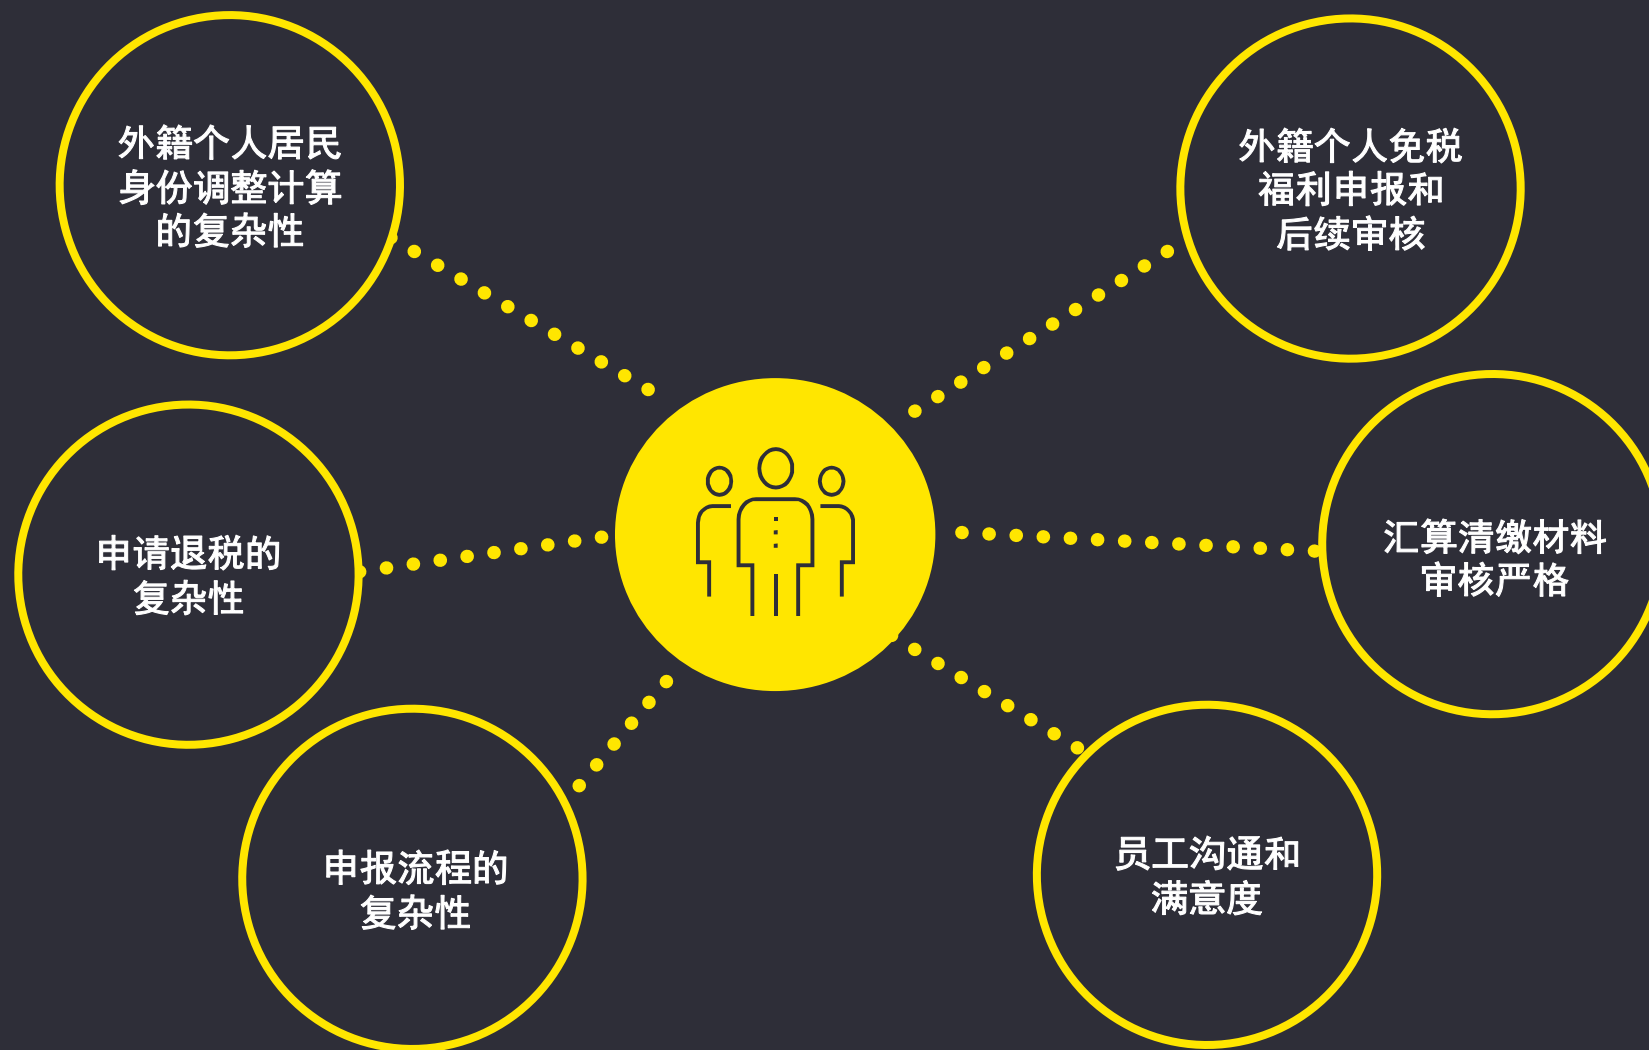 外籍个人居民
身份调整计算
的复杂性
外籍个人免税
福利申报和
后续审核
申请退税的
复杂性
汇算清缴材料
审核严格
申报流程的
复杂性
员工沟通和
满意度